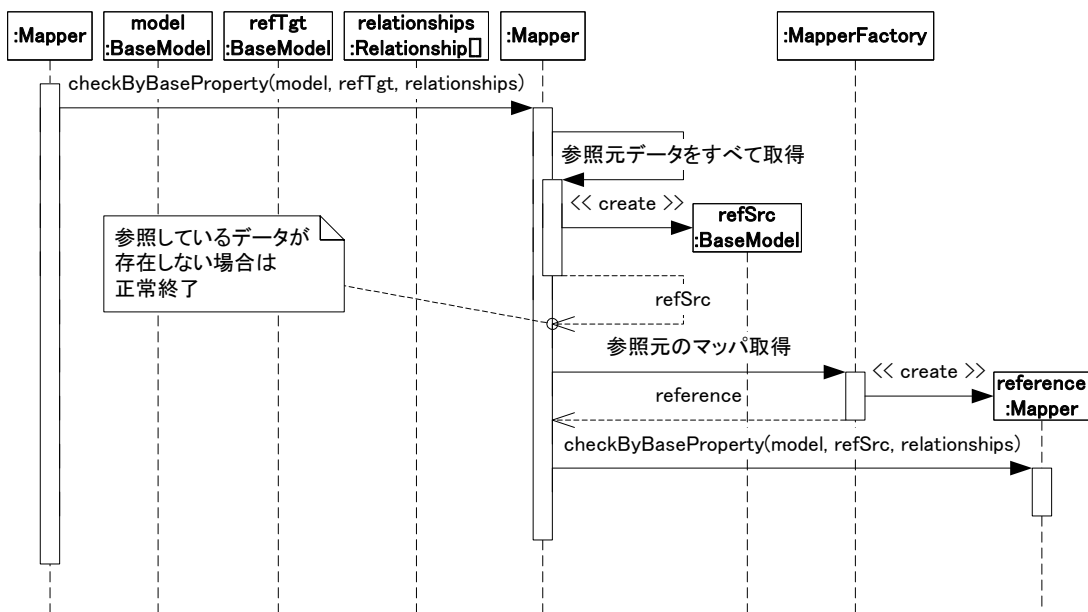 :Mapper
model
:BaseModel
refTgt
:BaseModel
relationships
:Relationship[]
:Mapper
:MapperFactory
checkByBaseProperty(model, refTgt, relationships)
参照元データをすべて取得
<< create >>
refSrc
:BaseModel
参照しているデータが
存在しない場合は
正常終了
refSrc
参照元のマッパ取得
<< create >>
reference
:Mapper
reference
checkByBaseProperty(model, refSrc, relationships)